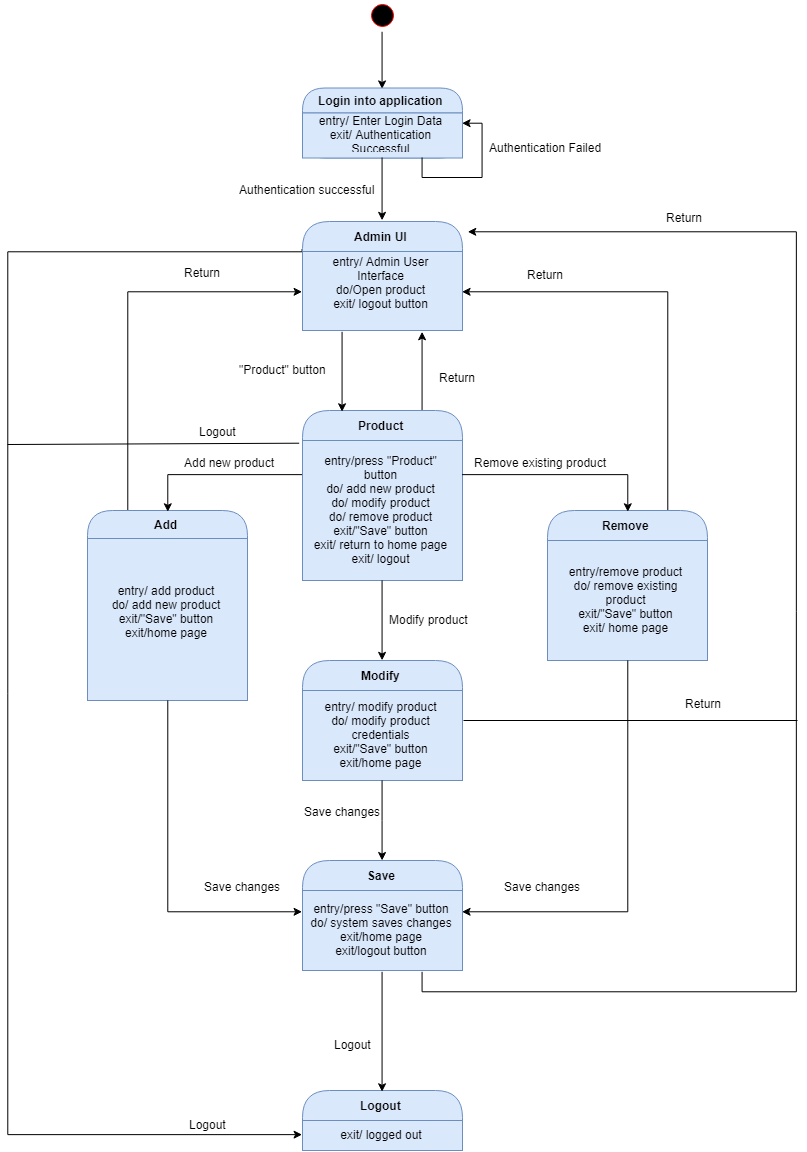 Login into application
entry/ Enter Login Data
exit/ Authentication
Successful
Authentication Failed
Authentication successful
Return
Admin UI
entry/ Admin User
Interface
do/Open product
exit/ logout button
Return
Return
"Product" button
Return
Product
Logout
entry/press "Product"
button
do/ add new product
do/ modify product
do/ remove product
exit/"Save" button
exit/ return to home page
exit/ logout
Add new product
Remove existing product
Add
entry/ add product
do/ add new product
exit/"Save" button
exit/home page
Remove
entry/remove product
do/ remove existing
product
exit/"Save" button
exit/ home page
Modify product
Modify
entry/ modify product
do/ modify product
credentials
exit/"Save" button
exit/home page
Return
Save changes
Save
Save changes
Save changes
entry/press "Save" button
do/ system saves changes
exit/home page
exit/logout button
Logout
Logout
exit/ logged out
Logout